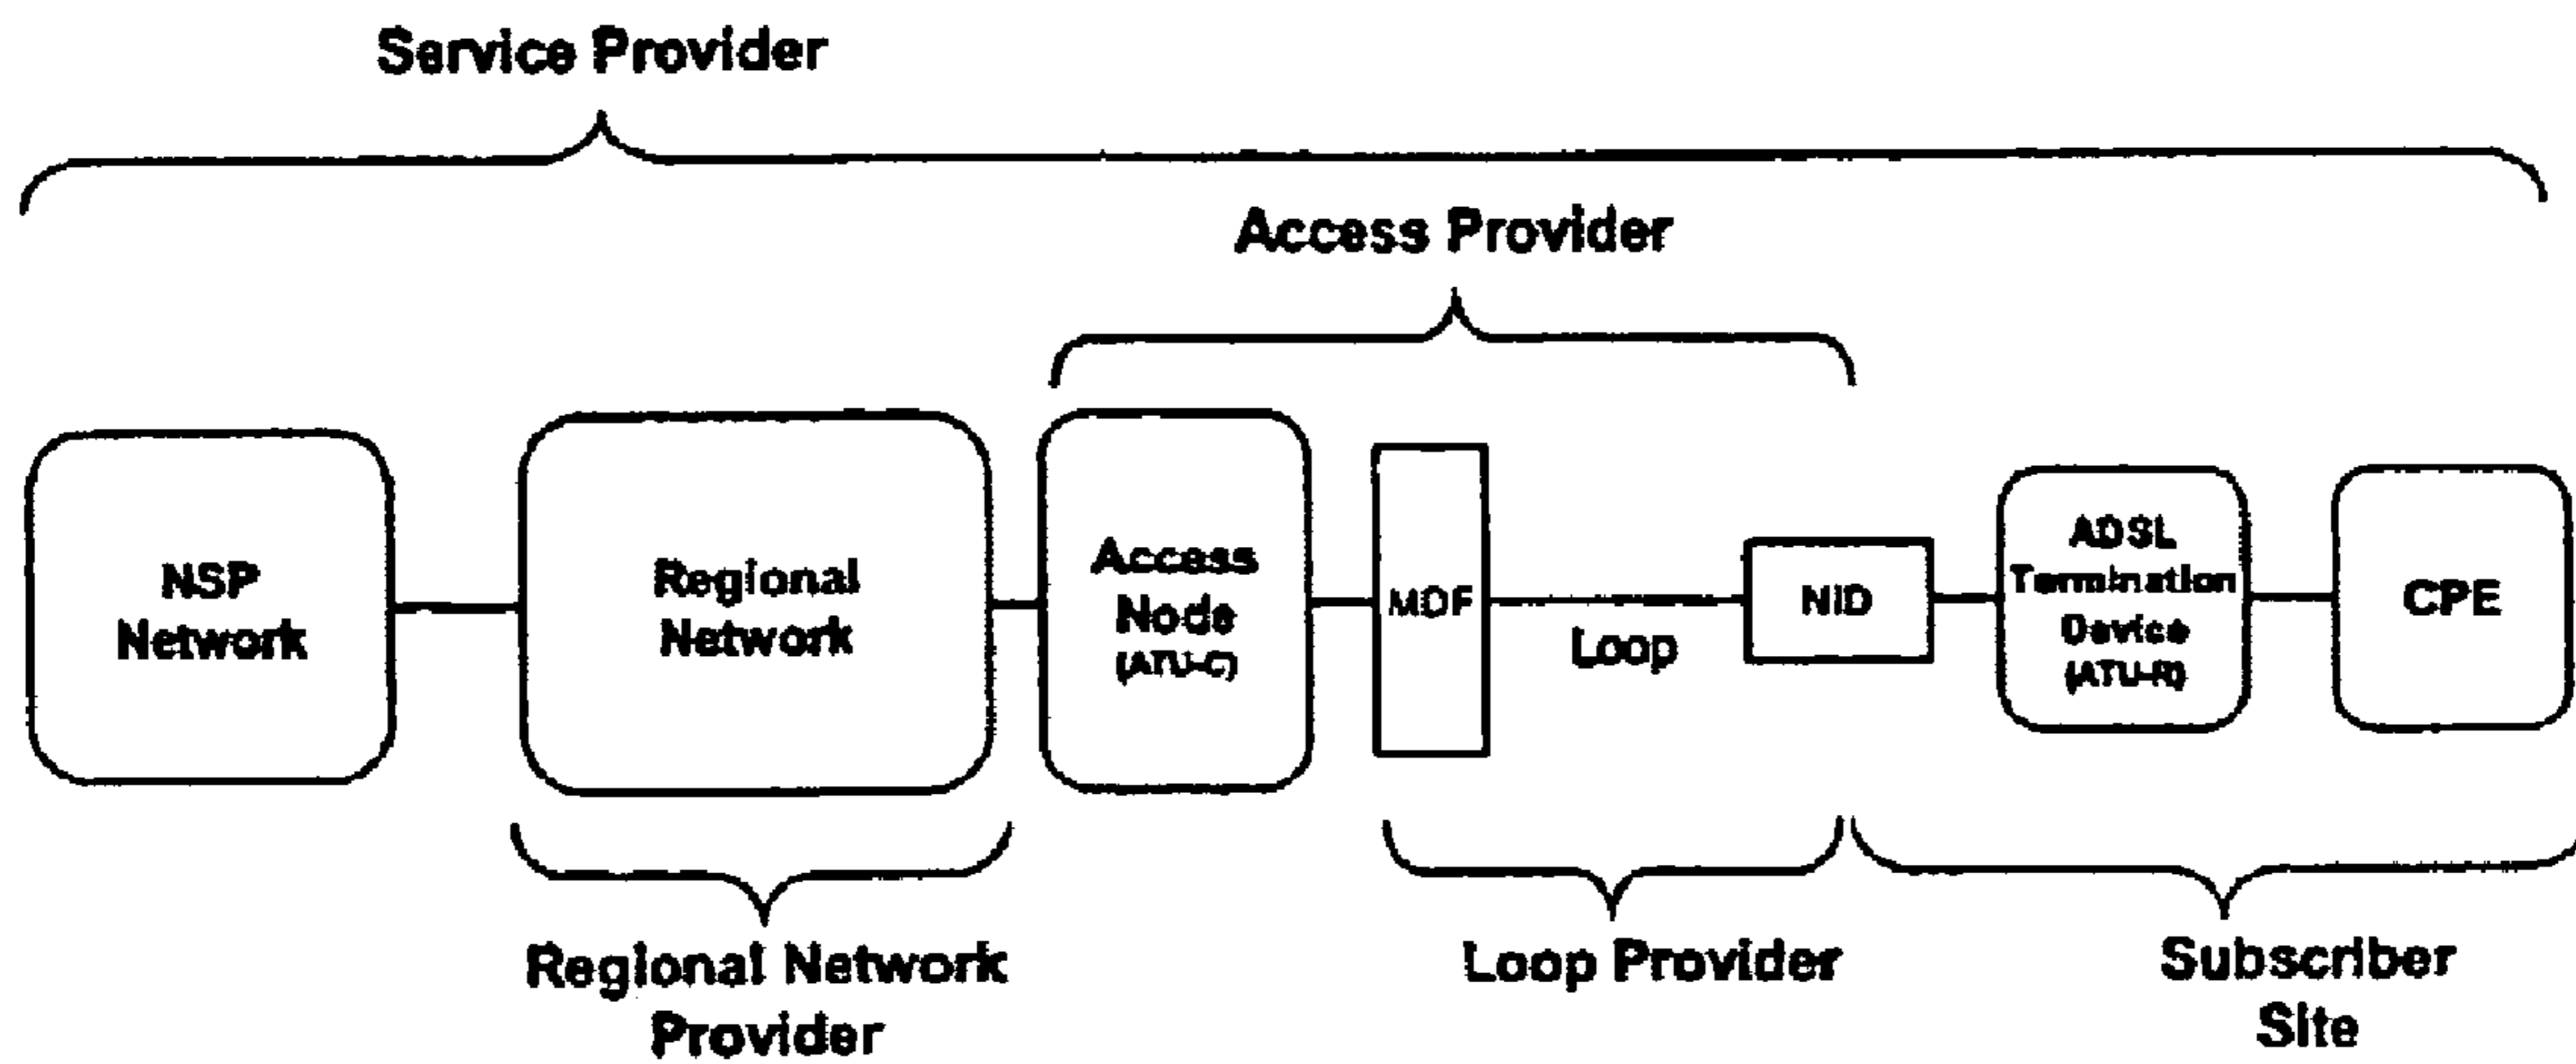 Service Provider
Access Provider
NSP
Network
Regional
Network
Access
Node
(ATU-C)
MDF
Loop
NID
ADSL
Termination
Device
(ATU-R)
CPE
Regional Network
Provider
Loop Provider
Subscriber
Site